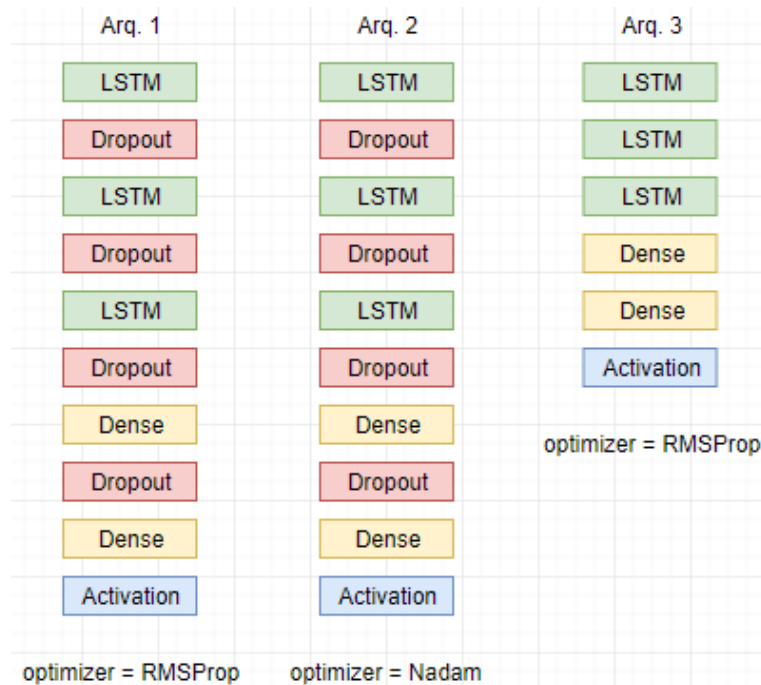 Arq. 1
LSTM
Dropout
LSTM
Dropout
LSTM
Dropout
Dense
Dropout
Dense
Activation
optimizer = RMSProp
Arq. 2
LSTM
Dropout
LSTM
Dropout
LSTM
Dropout
Dense
Dropout
Dense
Activation
optimizer = Nadam
Arq. 3
LSTM
LSTM
LSTM
Dense
Dense
Activation
optimizer = RMSProp